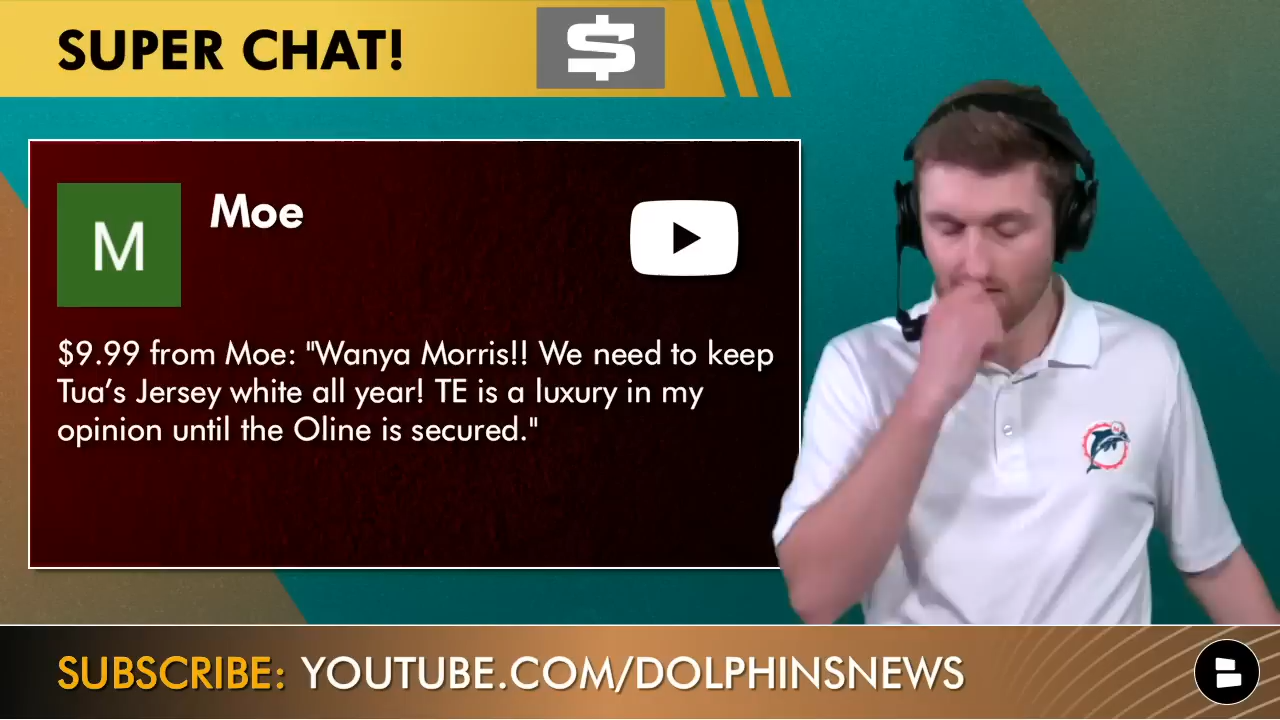 SUPER CHAT!
$
M
Moe
$9.99 from Moe: "Wanya Morris!! We need to keep
Tua’s Jersey white all year! TE is a luxury in my
opinion until the Oline is secured."
SUBSCRIBE: YOUTUBE.COM/DOLPHINSNEWS